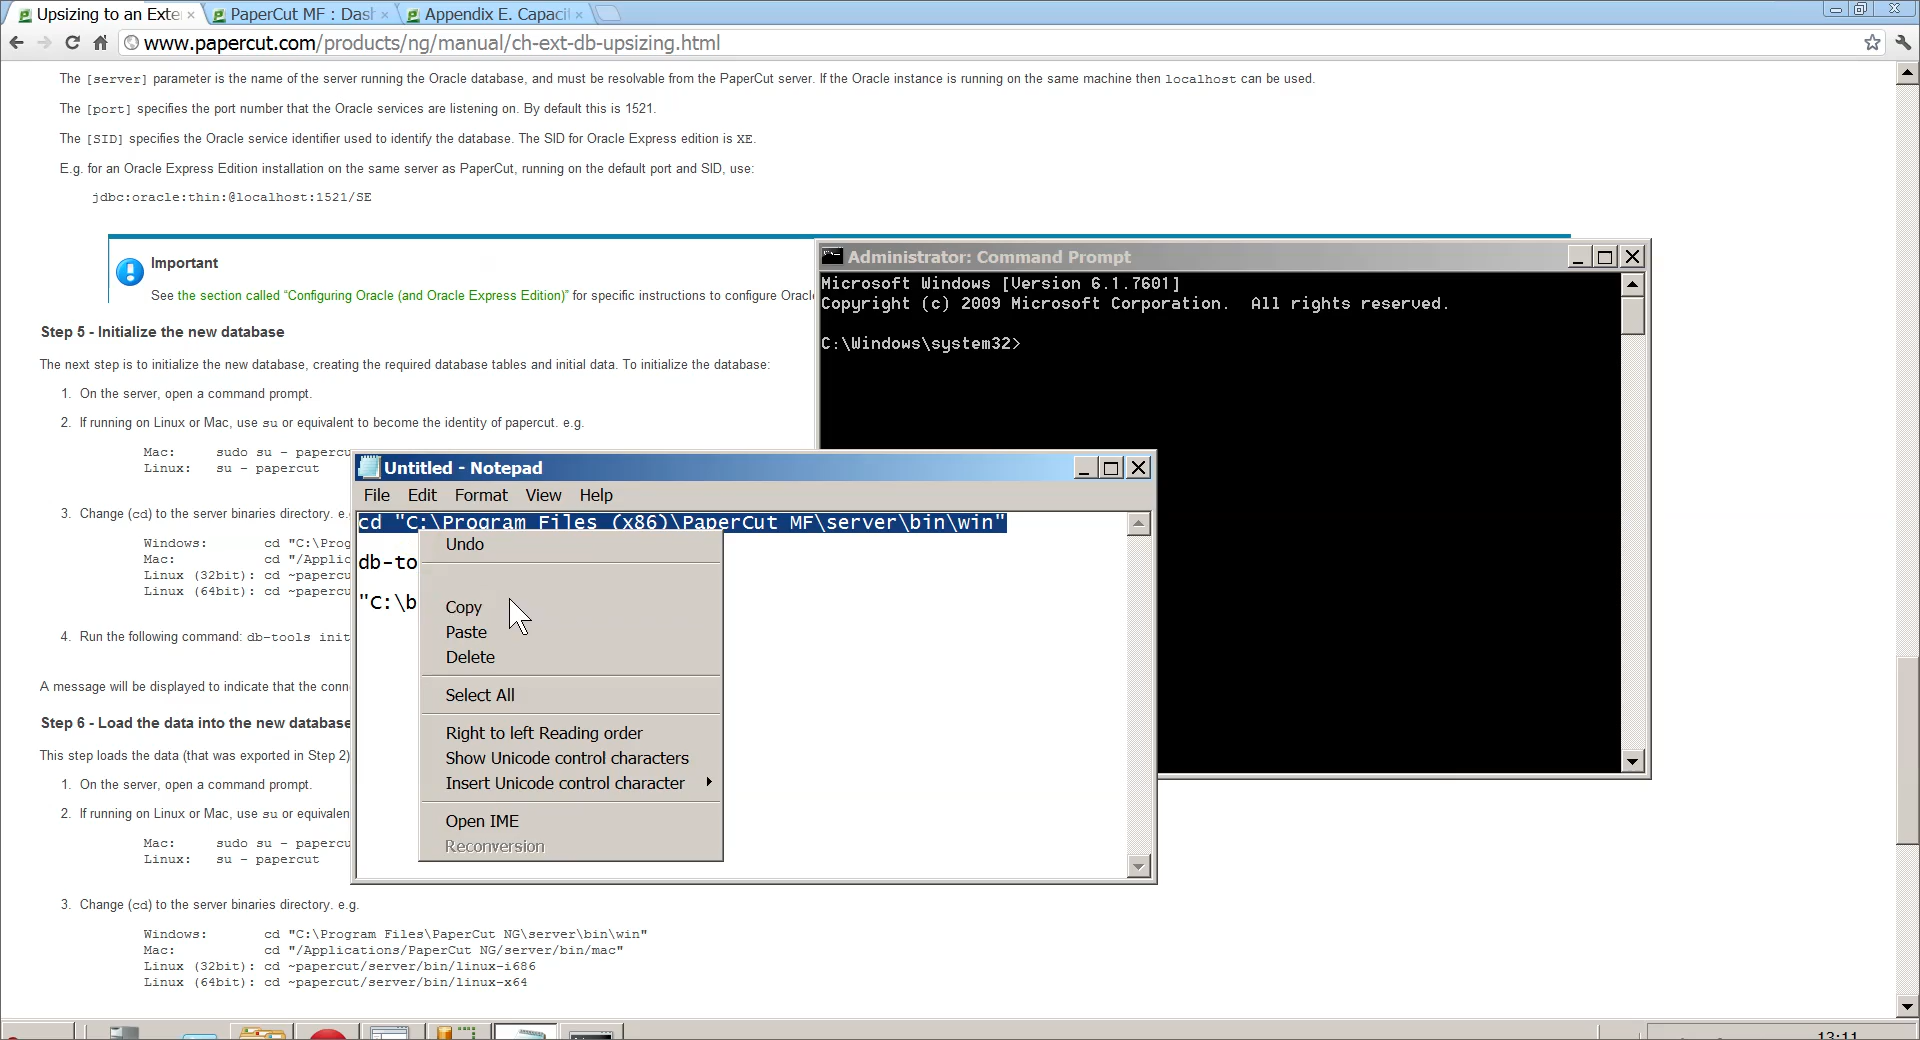 Upsizing to an Exte
PaperCut MF : Dash
Appendix E. Capaci
www.papercut.com/products/ng/manual/ch-ext-db-upsizing.html
The [server] parameter is the name of the server running the Oracle database, and must be resolvable from the PaperCut server. If the Oracle instance is running on the same machine then localhost can be used.
The [port] specifies the port number that the Oracle services are listening on. By default this is 1521.
The [SID] specifies the Oracle service identifier used to identify the database. The SID for Oracle Express edition is XE.
E.g. for an Oracle Express Edition installation on the same server as PaperCut, running on the default port and SID, use:
jdbc:oracle:thin:@localhost:1521/SE
Important
See the section called “Configuring Oracle (and Oracle Express Edition)” for specific instructions to configure Oracl
Administrator: Command Prompt
Microsoft Windows [Version 6.1.7601]
Copyright (c) 2009 Microsoft Corporation. All rights reserved.
C:\Windows\system32>
Step 5 - Initialize the new database
The next step is to initialize the new database, creating the required database tables and initial data. To initialize the database:
1. On the server, open a command prompt.
2. If running on Linux or Mac, use su or equivalent to become the identity of papercut. e.g.
Mac: sudo su - papercu
Linux: su - papercut
3. Change (cd) to the server binaries directory. e.
Windows: cd "C:\Prog
Mac: cd "/Applic
Linux (32bit): cd ~papercu
Linux (64bit): cd ~papercu
4. Run the following command: db-tools init
A message will be displayed to indicate that the conn
Untitled - Notepad
File Edit Format View Help
cd "C:\Program Files (x86)\PaperCut MF\server\bin\win"
db-to
"C:\b
Undo
Copy
Paste
Delete
Select All
Right to left Reading order
Show Unicode control characters
Insert Unicode control character
Open IME
Reconversion
Step 6 - Load the data into the new database
This step loads the data (that was exported in Step 2)
1. On the server, open a command prompt.
2. If running on Linux or Mac, use su or equivalen
Mac: sudo su - papercu
Linux: su - papercut
3. Change (cd) to the server binaries directory. e.g.
Windows: cd "C:\Program Files\PaperCut NG\server\bin\win"
Mac: cd "/Applications/PaperCut NG/server/bin/mac"
Linux (32bit): cd ~papercut/server/bin/linux-i686
Linux (64bit): cd ~papercut/server/bin/linux-x64
13:11